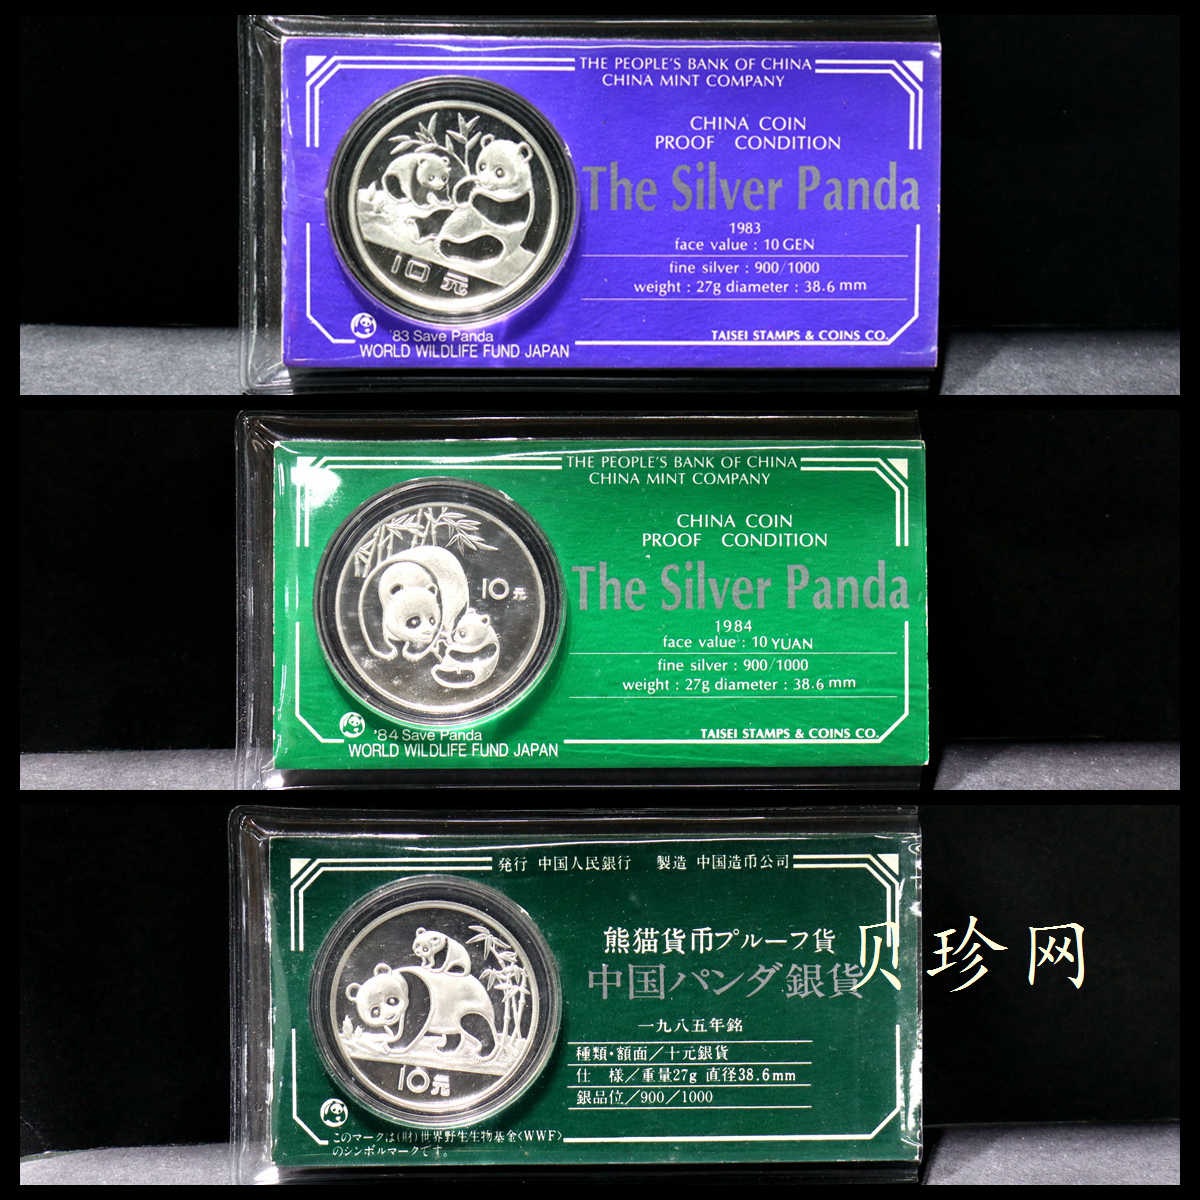 THE PEOPLE'S BANK OF CHINA
CHINA MINT COMPANY
CHINA COIN
PROOF CONDITION
The Silver Panda
1983
face value : 10 GEN
fine silver : 900/1000
weight : 27g diameter : 38.6 mm
10 元
'83 Save Panda
WORLD WILDLIFE FUND JAPAN
TAISEI STAMPS & COINS CO.
THE PEOPLE'S BANK OF CHINA
CHINA MINT COMPANY
CHINA COIN
PROOF CONDITION
The Silver Panda
1984
face value : 10 YUAN
fine silver : 900/1000
weight : 27g diameter : 38.6 mm
10元
'84 Save Panda
WORLD WILDLIFE FUND JAPAN
TAISEI STAMPS & COINS CO.
発行 中国人民銀行 製造 中国造币公司
熊猫貨币プルーフ貨
中国パンダ銀貨
贝珍网
一九八五年銘
種類・額面/十元銀貨
仕 様/重量27g 直径38.6mm
銀品位/900/1000
10元
このマークは(財)世界野生生物基金〈WWF〉
のシンボルマークです。